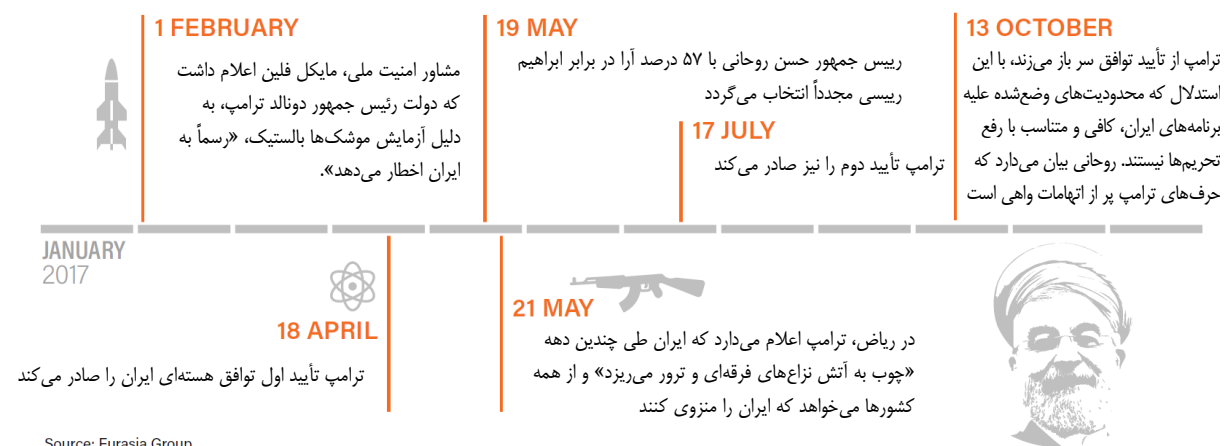 1 FEBRUARY
مشاور امنیت ملی، مایکل فلین اعلام داشت
که دولت رئیس جمهور دونالد ترامپ، به
دلیل آزمایش موشک‌ها بالستیک، «رسماً به
ایران اخطار می‌دهد».
19 MAY
رییس جمهور حسن روحانی با ۵۷ درصد آرا در برابر ابراهیم
رییسی مجدداً انتخاب می‌گردد
17 JULY
ترامپ تأیید دوم را نیز صادر می‌کند
13 OCTOBER
ترامپ از تأیید توافق سر باز می‌زند، با این
استدلال که محدودیت‌های وضع‌شده علیه
برنامه‌های ایران، کافی و متناسب با رفع
تحریم‌ها نیستند. روحانی بیان می‌دارد که
حرف‌های ترامپ پر از اتهامات واهی است
JANUARY
2017
18 APRIL
ترامپ تأیید اول توافق هسته‌ای ایران را صادر می‌کند
21 MAY
در ریاض، ترامپ اعلام می‌دارد که ایران طی چندین دهه
«چوب به آتش نزاع‌های فرقه‌ای و ترور می‌ریزد» و از همه
کشورها می‌خواهد که ایران را منزوی کنند
Source: Eurasia Group